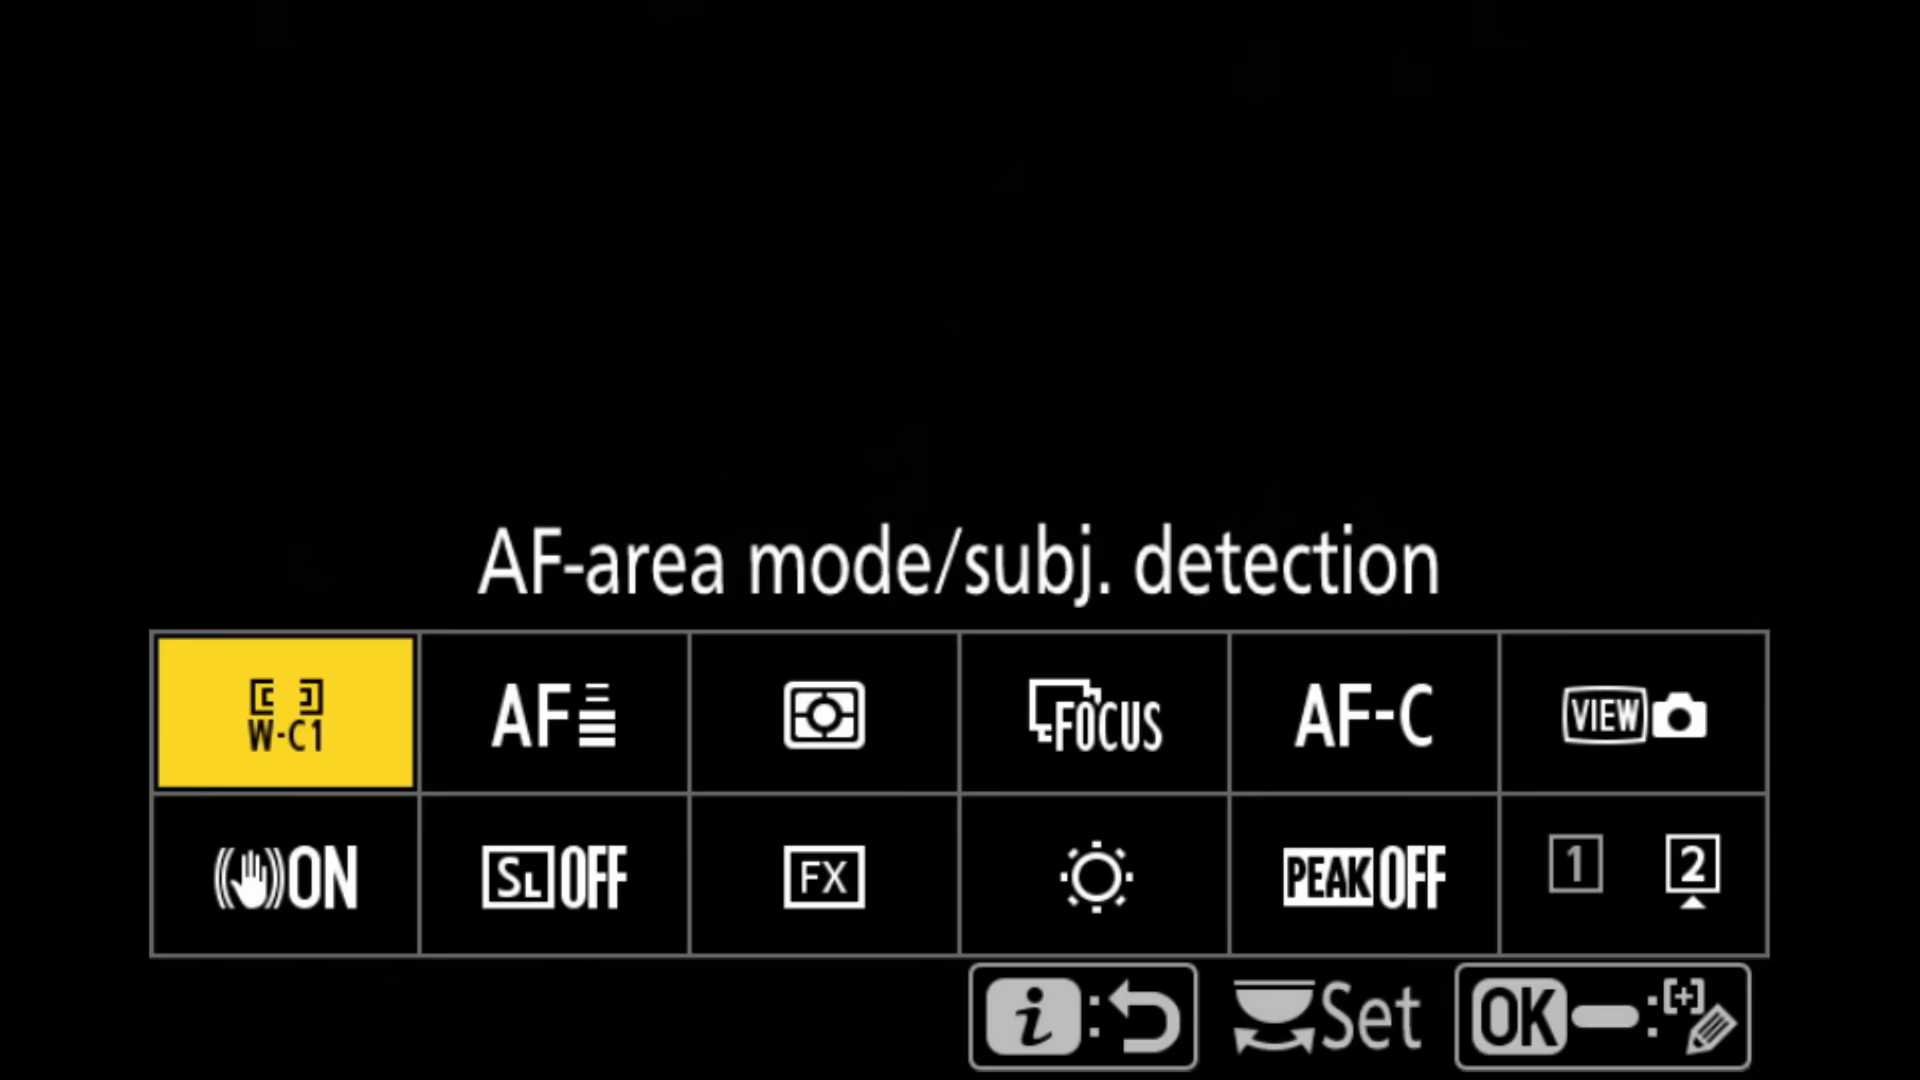 AF-area mode/subj. detection
W-C1 AF FOCUS AF-C VIEW
ON SL OFF FX PEAK OFF 1 2
i : Set OK :